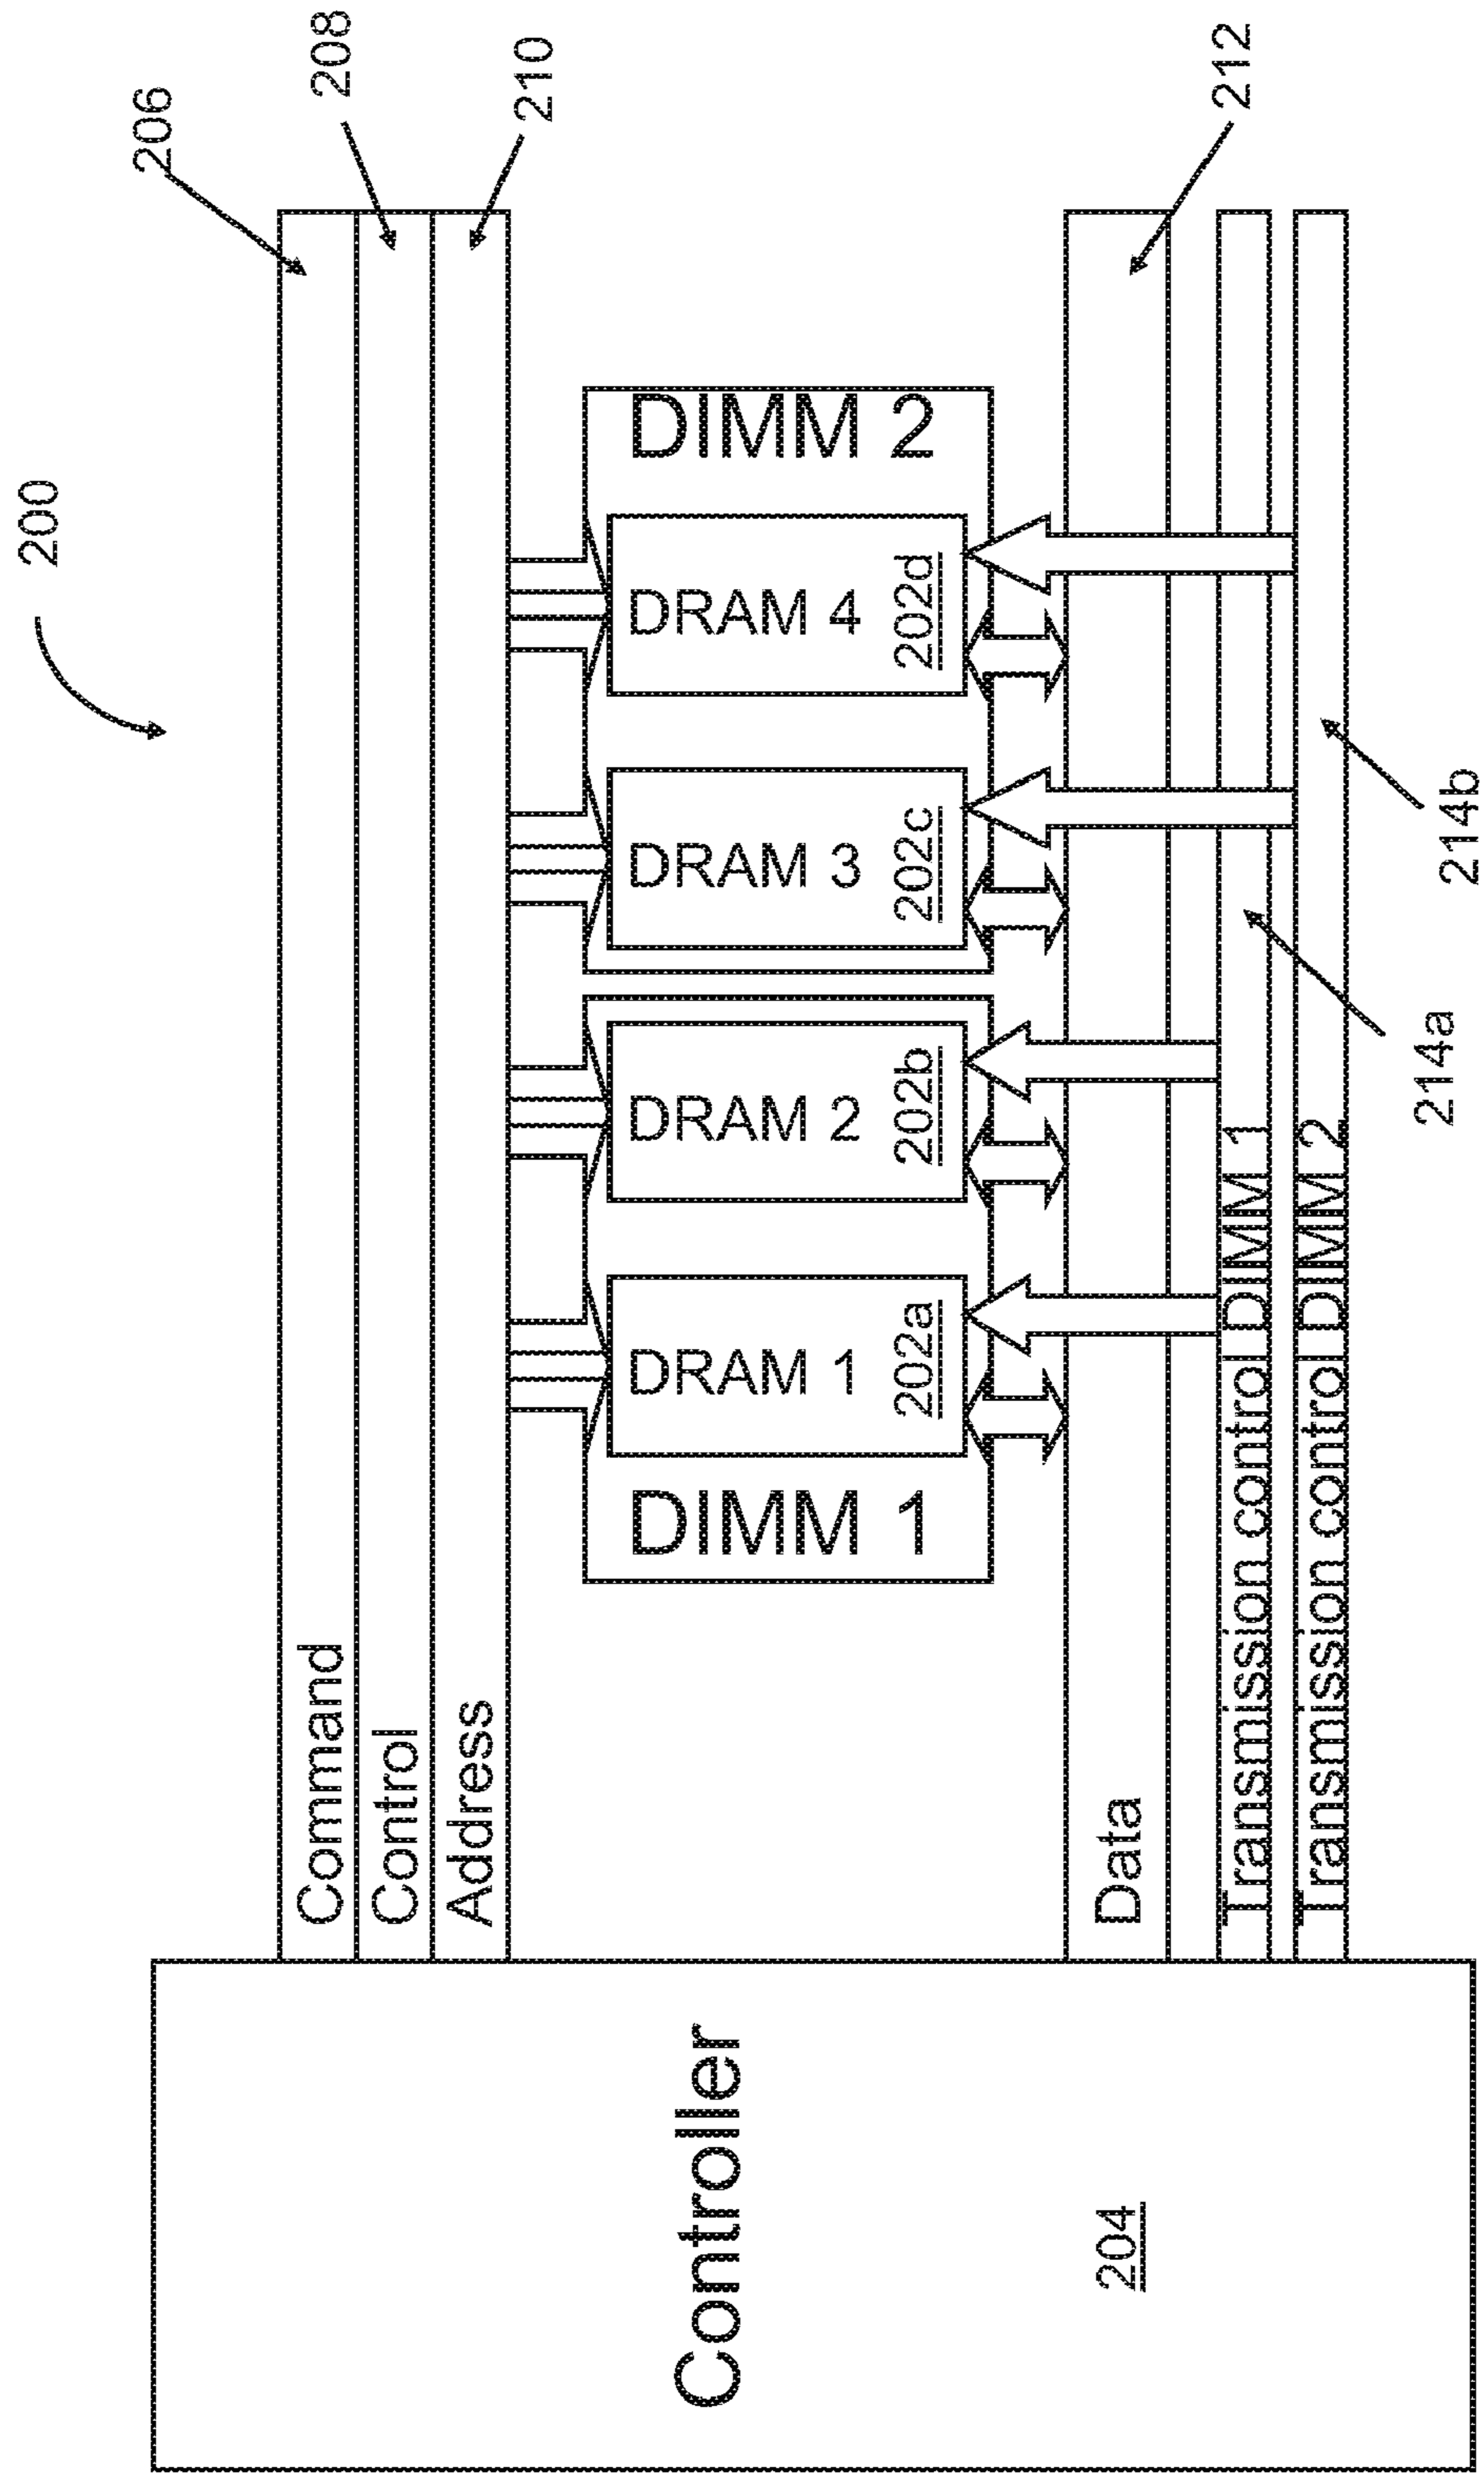 200
206
208
210
Command
Control
Address
DIMM 1
DRAM 1
202a
DRAM 2
202b
DRAM 3
202c
DRAM 4
202d
DIMM 2
Controller
204
Data
212
Transmission control DIMM 1
Transmission control DIMM 2
214a
214b